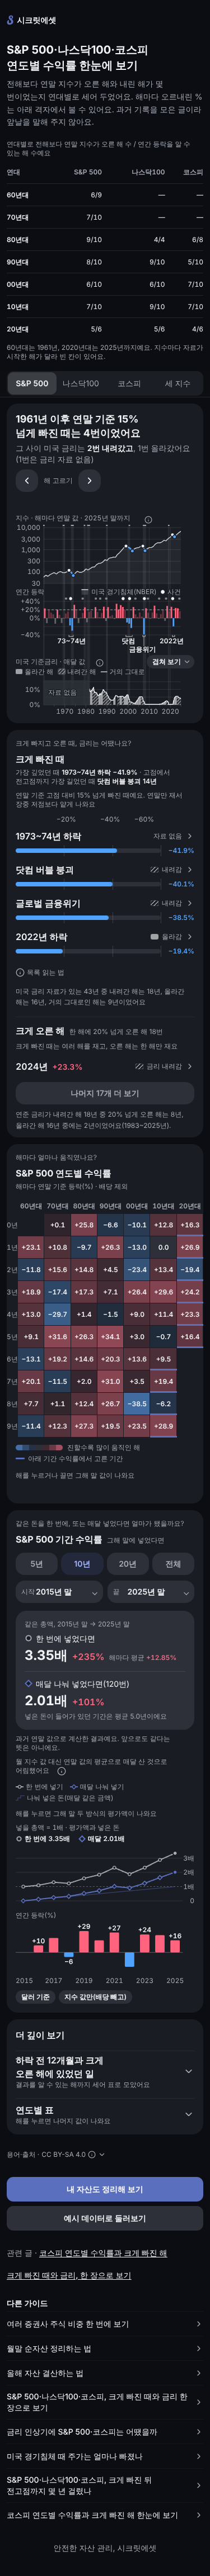 시크릿에셋
S&P 500·나스닥100·코스피
연도별 수익률 한눈에 보기
전해보다 연말 지수가 오른 해와 내린 해가 몇
번이었는지 연대별로 세어 두었어요. 해마다 오르내린 %
는 아래 격자에서 볼 수 있어요. 과거 기록을 모은 글이라
앞날을 말해 주지 않아요.
연대별로 전해보다 연말 지수가 오른 해 수 / 연간 등락을 알 수
있는 해 수예요
연대 S&P 500 나스닥100 코스피
60년대 6/9 — —
70년대 7/10 — —
80년대 9/10 4/4 6/8
90년대 8/10 9/10 5/10
00년대 6/10 6/10 7/10
10년대 7/10 9/10 7/10
20년대 5/6 5/6 4/6
60년대는 1961년, 2020년대는 2025년까지예요. 지수마다 자료가
시작한 해가 달라 빈 칸이 있어요.
S&P 500 나스닥100 코스피 세 지수
1961년 이후 연말 기준 15%
넘게 빠진 때는 4번이었어요
그 사이 미국 금리는 2번 내려갔고, 1번 올라갔어요
(1번은 금리 자료 없음)
해 고르기
지수 · 해마다 연말 값 · 2025년 말까지
10,000
3,000
1,000
300
100
30
연간 등락 미국 경기침체(NBER) 사건
+40%
+20%
0%
−40%
73~74년 닷컴 2022년
금융위기
미국 기준금리 · 매달 값 겹쳐 보기
올라간 해 내려간 해 거의 그대로
10%
0%
자료 없음
1970 1980 1990 2000 2010 2020
크게 빠지고 오른 때, 금리는 어땠나요?
크게 빠진 때
가장 깊었던 때 1973~74년 하락 −41.9% · 고점에서
전고점까지 가장 길었던 때 닷컴 버블 붕괴 14년
연말 기준 고점 대비 15% 넘게 빠진 때예요. 연말만 재서
장중 저점보다 얕게 나와요
−20% −40% −60%
1973~74년 하락 자료 없음
−41.9%
닷컴 버블 붕괴 내려감
−40.1%
글로벌 금융위기 내려감
−38.5%
2022년 하락 올라감
−19.4%
목록 읽는 법
미국 금리 자료가 있는 43년 중 내려간 해는 18년, 올라간
해는 16년, 거의 그대로인 해는 9년이었어요
크게 오른 해 한 해에 20% 넘게 오른 해 18번
크게 빠진 때는 여러 해를 재고, 오른 해는 한 해만 재요
2024년 +23.3% 금리 내려감
나머지 17개 더 보기
연준 금리가 내려간 해 18년 중 20% 넘게 오른 해는 8년,
올라간 해 16년 중에는 2년이었어요(1983~2025년).
해마다 얼마나 움직였나요?
S&P 500 연도별 수익률
해마다 연말 기준 등락(%) · 배당 제외
60년대 70년대 80년대 90년대 00년대 10년대 20년대
0년 +0.1 +25.8 −6.6 −10.1 +12.8 +16.3
1년 +23.1 +10.8 −9.7 +26.3 −13.0 0.0 +26.9
2년 −11.8 +15.6 +14.8 +4.5 −23.4 +13.4 −19.4
3년 +18.9 −17.4 +17.3 +7.1 +26.4 +29.6 +24.2
4년 +13.0 −29.7 +1.4 −1.5 +9.0 +11.4 +23.3
5년 +9.1 +31.6 +26.3 +34.1 +3.0 −0.7 +16.4
6년 −13.1 +19.2 +14.6 +20.3 +13.6 +9.5
7년 +20.1 −11.5 +2.0 +31.0 +3.5 +19.4
8년 +7.7 +1.1 +12.4 +26.7 −38.5 −6.2
9년 −11.4 +12.3 +27.3 +19.5 +23.5 +28.9
진할수록 많이 움직인 해
아래 기간 수익률에서 고른 기간
해를 누르거나 끌면 그해 말 값이 나와요
같은 돈을 한 번에, 또는 매달 넣었다면 얼마가 됐을까요?
S&P 500 기간 수익률 그해 말에 넣었다면
5년 10년 20년 전체
시작 2015년 말 끝 2025년 말
같은 총액, 2015년 말 → 2025년 말
한 번에 넣었다면
3.35배 +235% 해마다 평균 +12.85%
매달 나눠 넣었다면(120번)
2.01배 +101%
넣은 돈이 들어가 있던 기간은 평균 5.0년이에요
과거 연말 값으로 계산한 결과예요. 앞으로도 같다는
뜻은 아니에요.
월 지수 값 대신 연말 값의 평균으로 매달 산 것으로
어림했어요
한 번에 넣기 매달 나눠 넣기
나눠 넣은 돈(매달 같은 금액)
해를 누르면 그해 말 두 방식의 평가액이 나와요
넣을 총액 = 1배 · 평가액과 넣은 돈
한 번에 3.35배 매달 2.01배
3배
2배
1배
0
연간 등락(%)
+10 −6 +29 +27 +24 +16
2015 2017 2019 2021 2023 2025
달러 기준 지수 값만(배당 빼고)
더 깊이 보기
하락 전 12개월과 크게
오른 해에 있었던 일
결과를 알 수 있는 해까지 세어 표로 모았어요
연도별 표
해를 누르면 나머지 값이 나와요
용어·출처 · CC BY-SA 4.0
내 자산도 정리해 보기
예시 데이터로 둘러보기
관련 글 · 코스피 연도별 수익률과 크게 빠진 해
크게 빠진 때와 금리, 한 장으로 보기
다른 가이드
여러 증권사 주식 비중 한 번에 보기
월말 순자산 정리하는 법
올해 자산 결산하는 법
S&P 500·나스닥100·코스피, 크게 빠진 때와 금리 한
장으로 보기
금리 인상기에 S&P 500·코스피는 어땠을까
미국 경기침체 때 주가는 얼마나 빠졌나
S&P 500·나스닥100·코스피, 크게 빠진 뒤
전고점까지 몇 년 걸렸나
코스피 연도별 수익률과 크게 빠진 해 한눈에 보기
안전한 자산 관리, 시크릿에셋